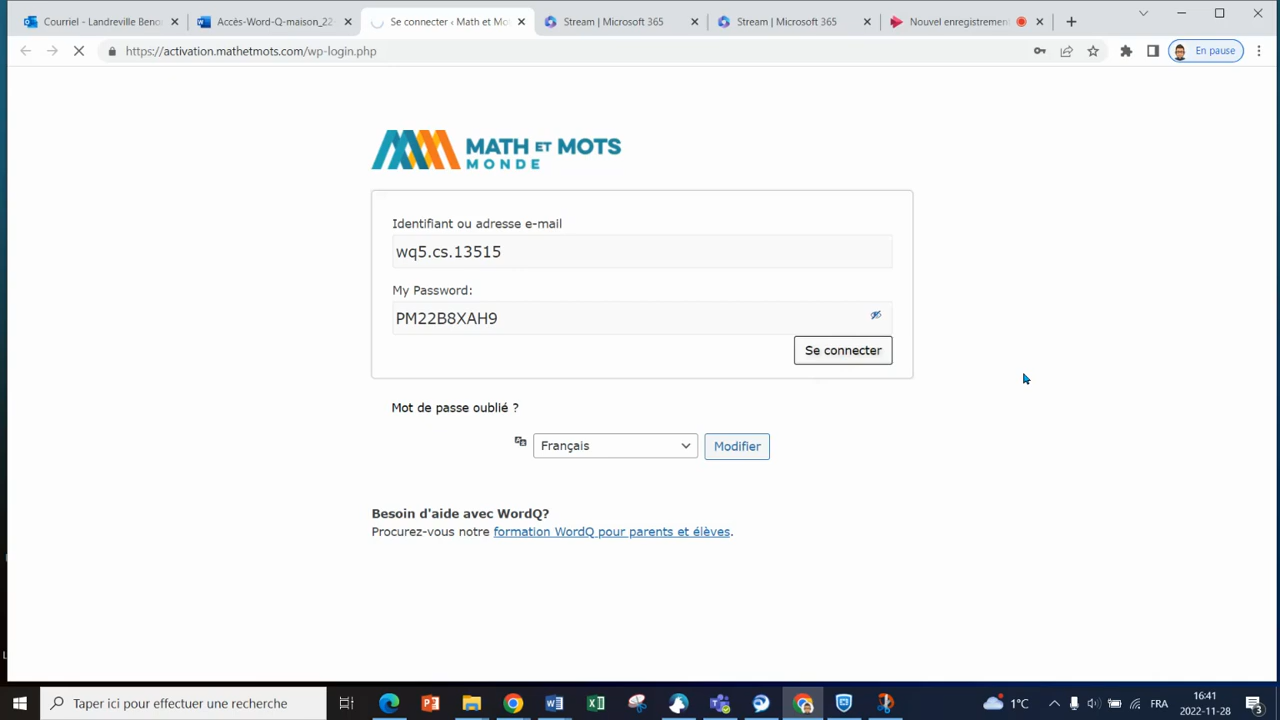 Courriel – Landreville Beno
Accès-Word-Q-maison_22
Se connecter ‹ Math et Mo
Stream | Microsoft 365
Stream | Microsoft 365
Nouvel enregistremen
https://activation.mathetmots.com/wp-login.php
En pause
MATH ET MOTS
MONDE
Identifiant ou adresse e-mail
wq5.cs.13515
My Password:
PM22B8XAH9
Se connecter
Mot de passe oublié ?
Français
Modifier
Besoin d'aide avec WordQ?
Procurez-vous notre formation WordQ pour parents et élèves.
Taper ici pour effectuer une recherche
1°C
FRA
16:41
2022-11-28
3